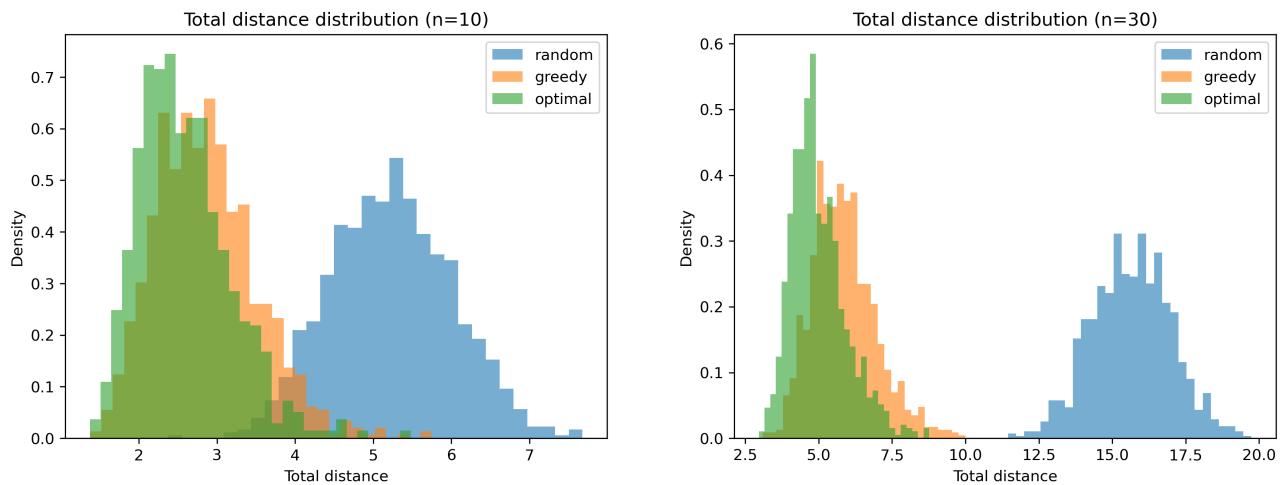 Total distance distribution (n=10)
random
greedy
optimal
Density
0.7
0.6
0.5
0.4
0.3
0.2
0.1
0.0
2 3 4 5 6 7
Total distance
Total distance distribution (n=30)
random
greedy
optimal
Density
0.6
0.5
0.4
0.3
0.2
0.1
0.0
2.5 5.0 7.5 10.0 12.5 15.0 17.5 20.0
Total distance